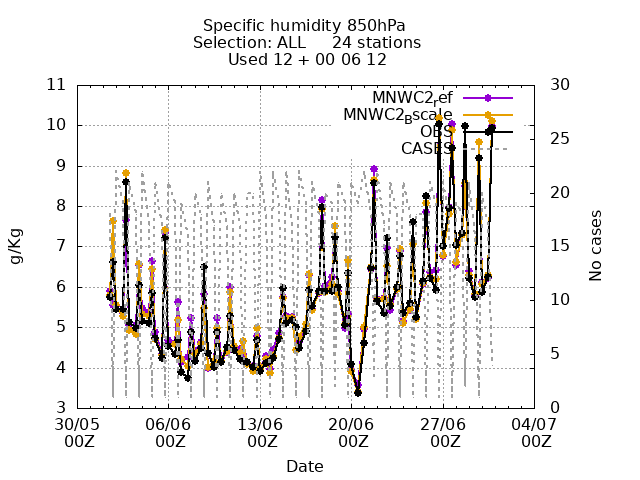 Specific humidity 850hPa
Selection: ALL 24 stations
Used 12 + 00 06 12
11
10
9
8
7
6
5
4
3
g/Kg
30
25
20
15
10
5
0
No cases
MNWC2ref
MNWC2Bscale
OBS
CASES
30/05 06/06 13/06 20/06 27/06 04/07
00Z 00Z 00Z 00Z 00Z 00Z
Date